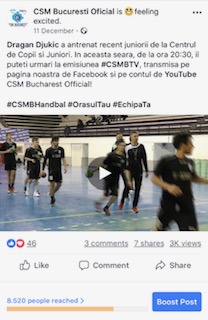 CSM Bucuresti Oficial is 😁 feeling
excited.
11 December ·
Dragan Djukic a antrenat recent juniorii de la Centrul
de Copii si Juniori. In aceasta seara, de la ora 20:30, il
puteti urmari la emisiunea #CSMBTV, transmisa pe
pagina noastra de Facebook si pe contul de YouTube
CSM Bucharest Official!
#CSMBHandbal #OrasulTau #EchipaTa
46
3 comments 7 shares 3K views
Like Comment Share
8.520 people reached >
Boost Post